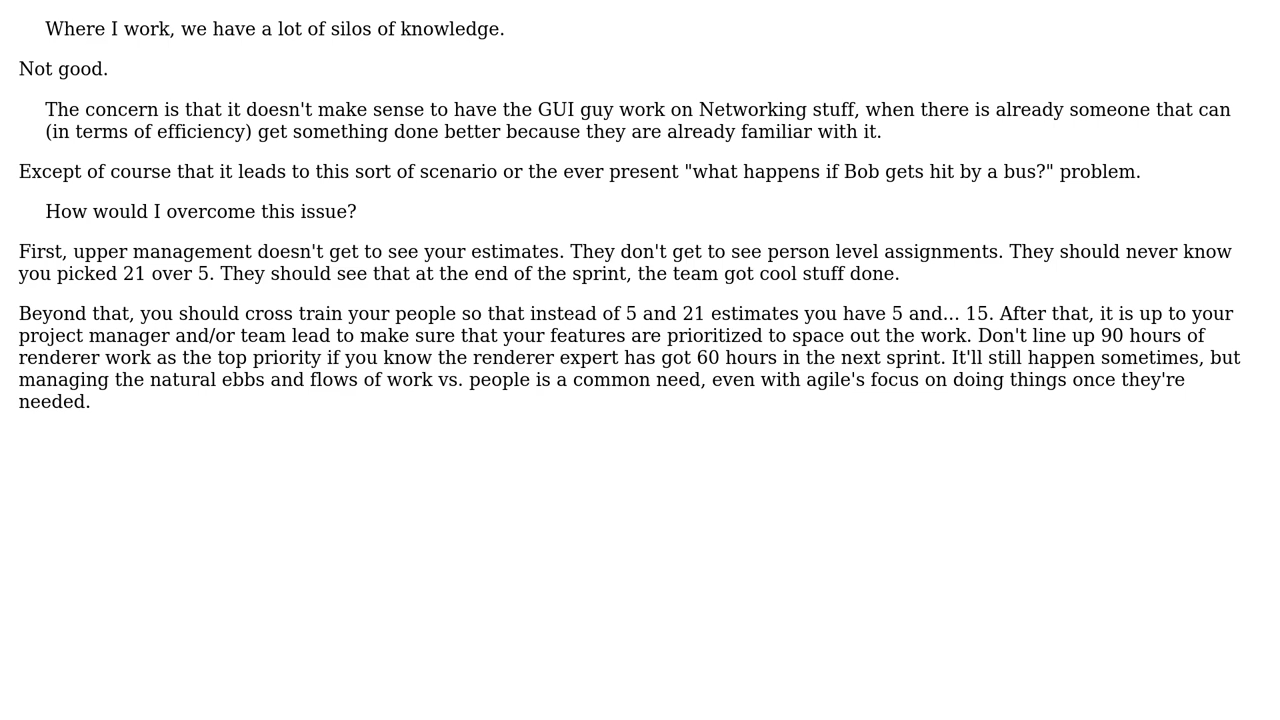 Where I work, we have a lot of silos of knowledge.
Not good.
The concern is that it doesn't make sense to have the GUI guy work on Networking stuff, when there is already someone that can
(in terms of efficiency) get something done better because they are already familiar with it.
Except of course that it leads to this sort of scenario or the ever present "what happens if Bob gets hit by a bus?" problem.
How would I overcome this issue?
First, upper management doesn't get to see your estimates. They don't get to see person level assignments. They should never know
you picked 21 over 5. They should see that at the end of the sprint, the team got cool stuff done.
Beyond that, you should cross train your people so that instead of 5 and 21 estimates you have 5 and... 15. After that, it is up to your
project manager and/or team lead to make sure that your features are prioritized to space out the work. Don't line up 90 hours of
renderer work as the top priority if you know the renderer expert has got 60 hours in the next sprint. It'll still happen sometimes, but
managing the natural ebbs and flows of work vs. people is a common need, even with agile's focus on doing things once they're
needed.